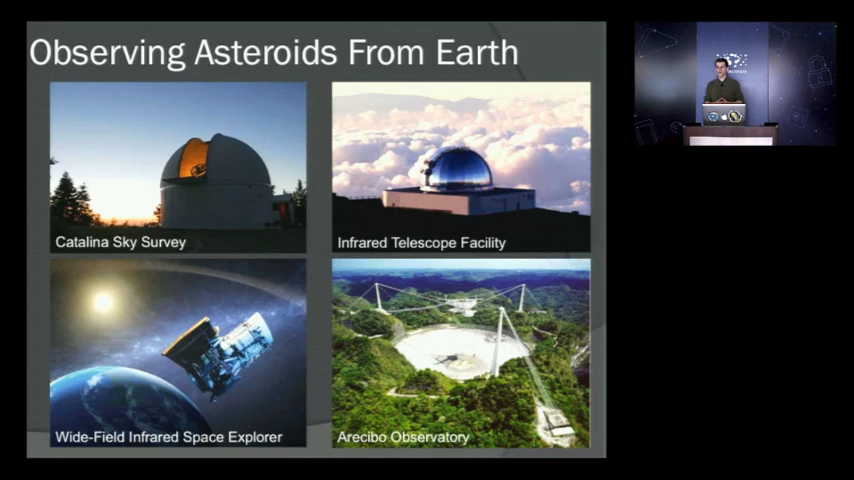 Observing Asteroids From Earth
Catalina Sky Survey
Infrared Telescope Facility
Wide-Field Infrared Space Explorer
Arecibo Observatory